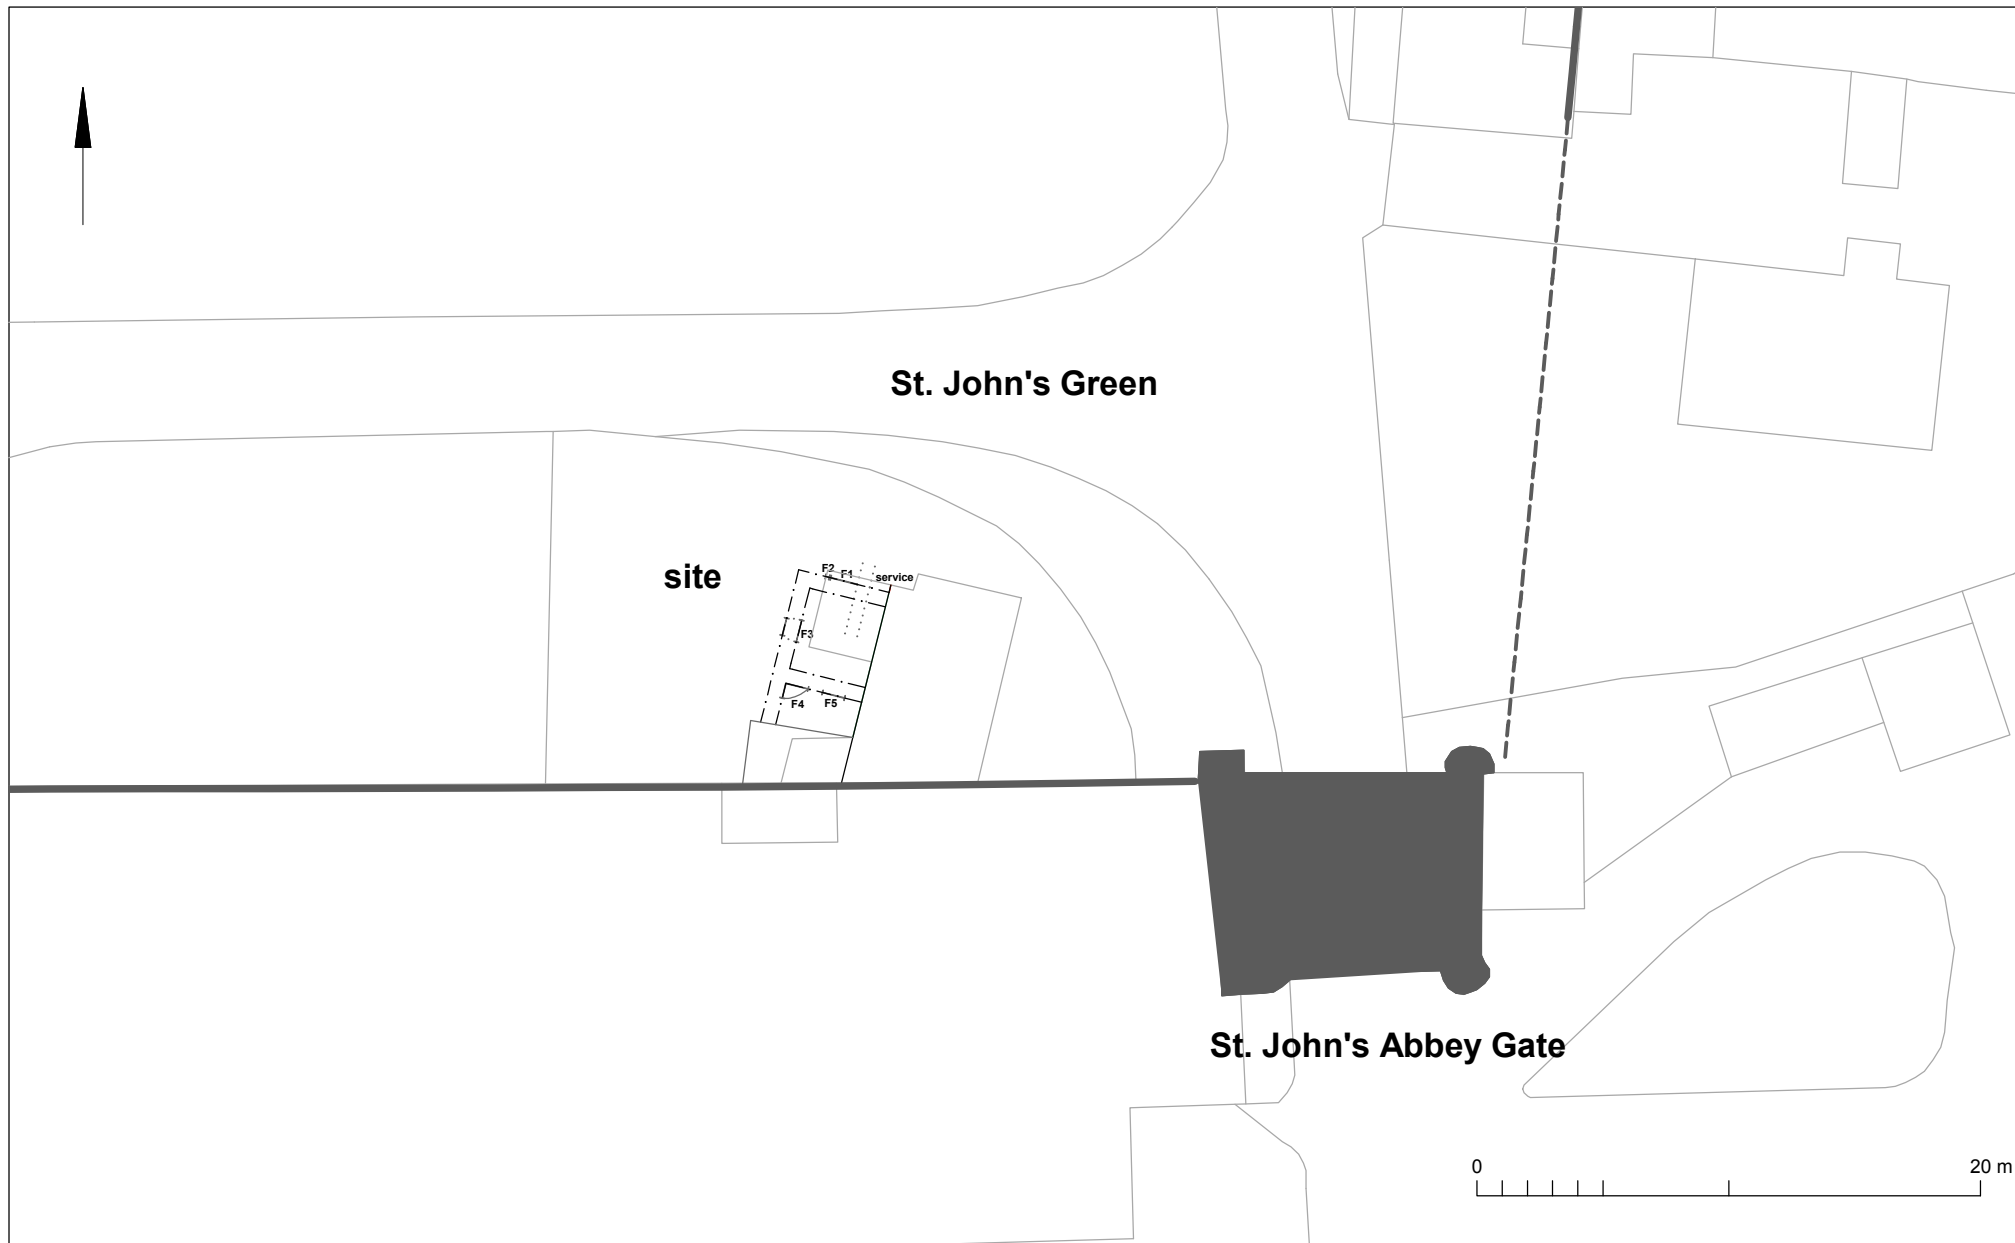 St. John's Green
site
F2
F1
service
F3
F4
F5
St. John's Abbey Gate
0
20 m